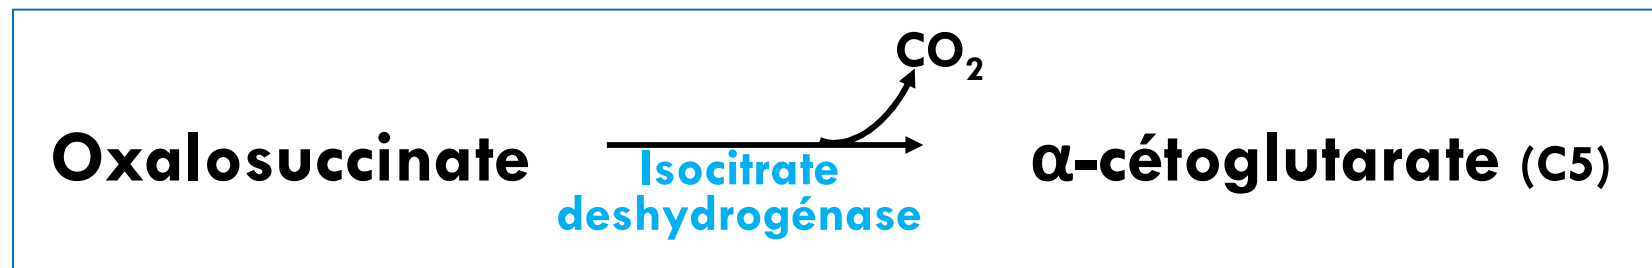 CO₂
Oxalosuccinate
Isocitrate
deshydrogénase
α-cétoglutarate (C5)